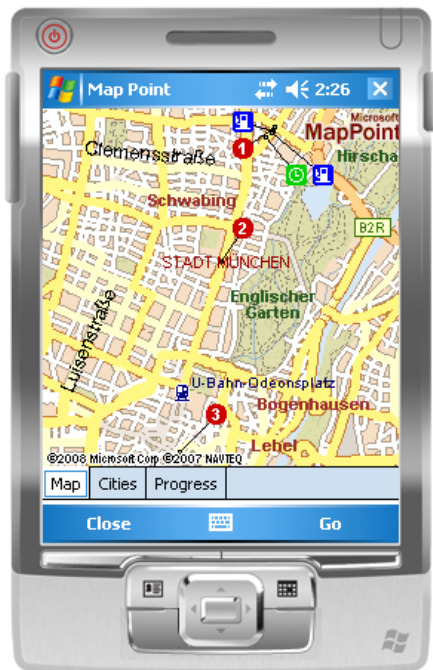 Map Point 2:26
Microsoft
MapPoint
1
Clemensstraße
Hirscha
Schwabing
2
B2R
STADT MÜNCHEN
Englischer
Garten
Luisenstraße
U-Bahn-Odeonsplatz
Bogenhausen
3
Lehel
©2008 Microsoft Corp ©2007 NAVTEQ
Map Cities Progress
Close Go